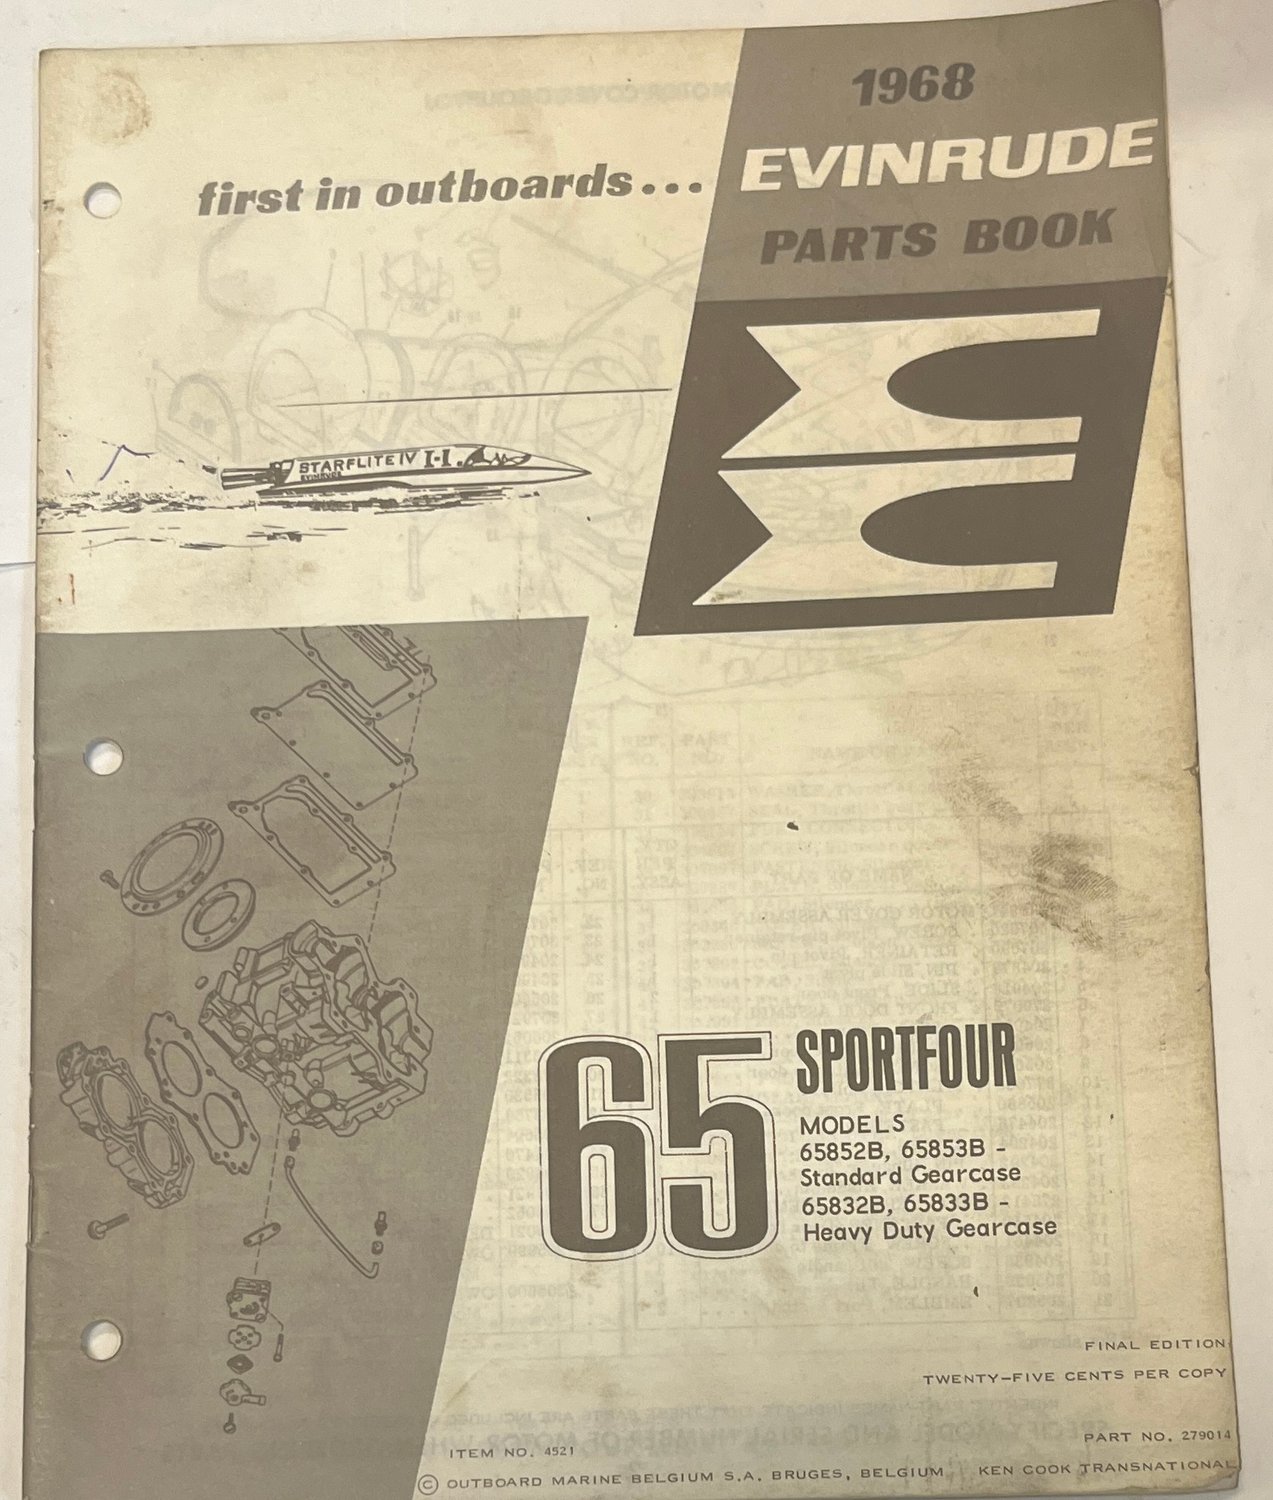 1968
EVINRUDE
PARTS BOOK
first in outboards...
STARFLITE IV I-I
EVINRUDE
65 SPORTFOUR
MODELS
65852B, 65853B -
Standard Gearcase
65832B, 65833B -
Heavy Duty Gearcase
FINAL EDITION
TWENTY-FIVE CENTS PER COPY
ITEM NO. 4521
PART NO. 279014
© OUTBOARD MARINE BELGIUM S.A. BRUGES, BELGIUM KEN COOK TRANSNATIONAL